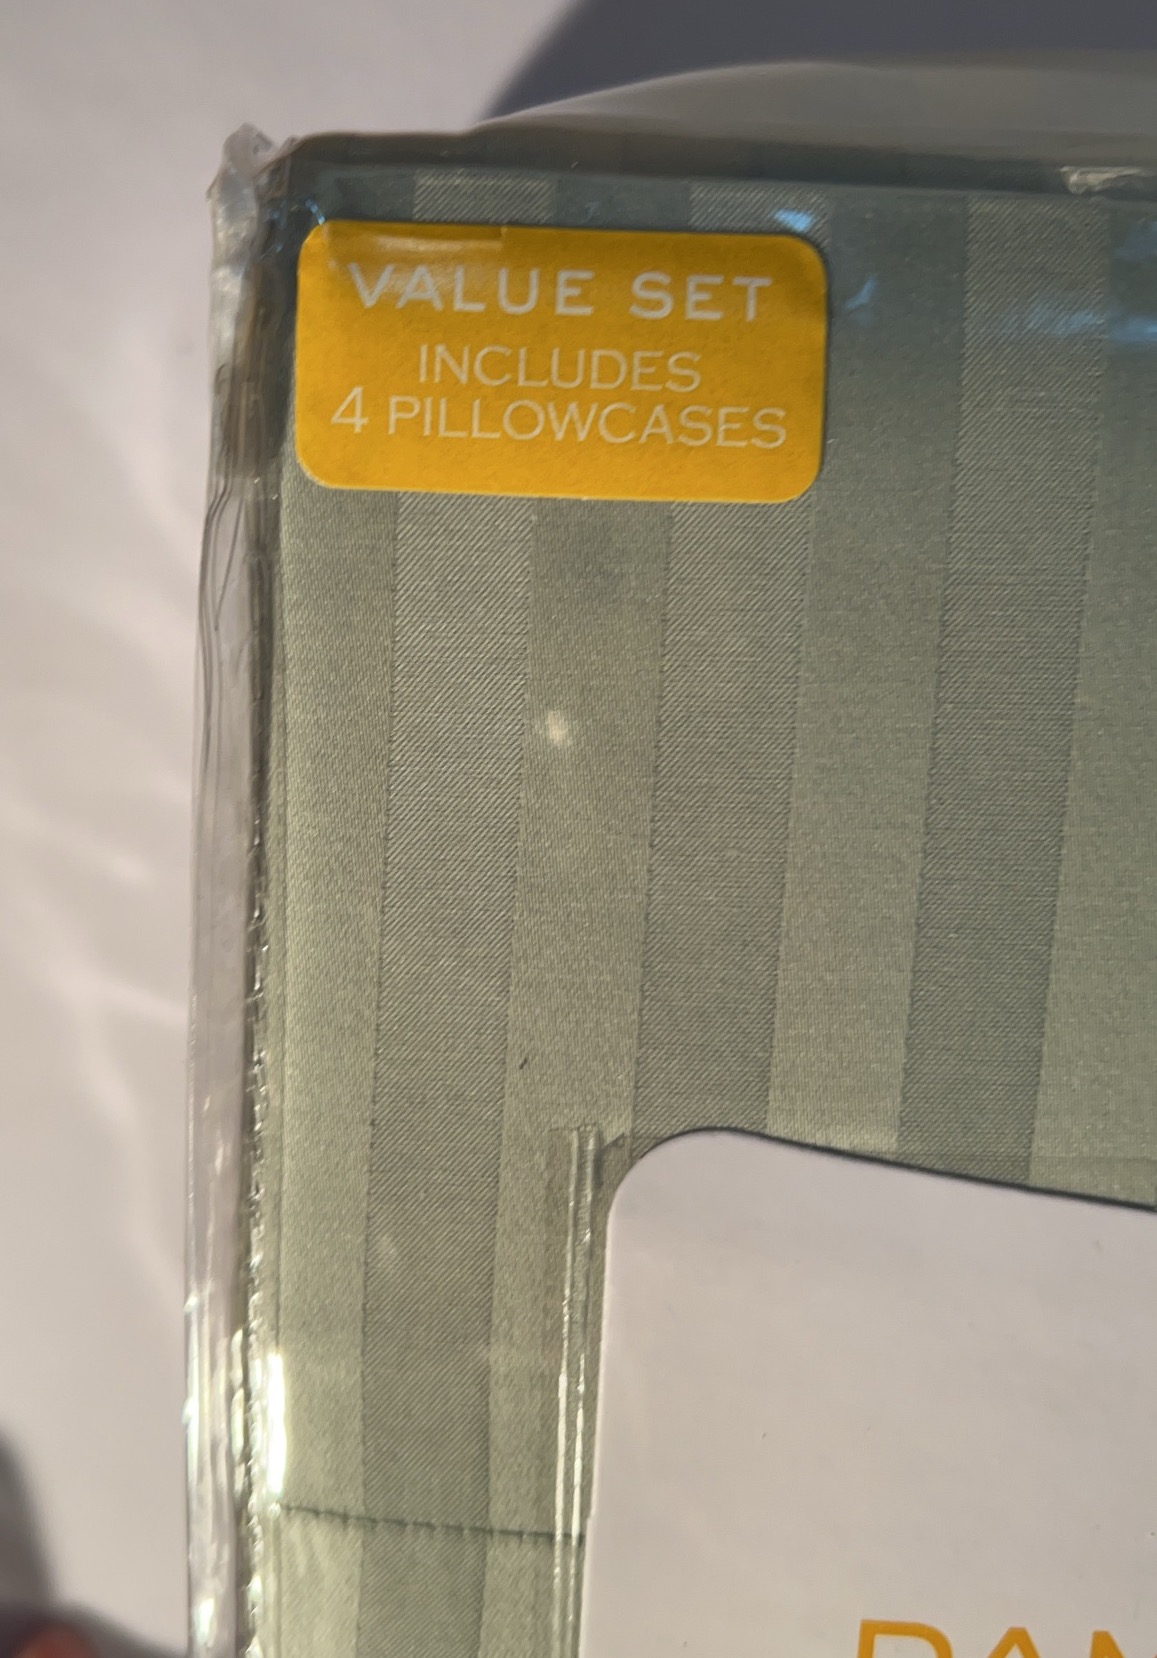 VALUE SET
INCLUDES
4 PILLOWCASES